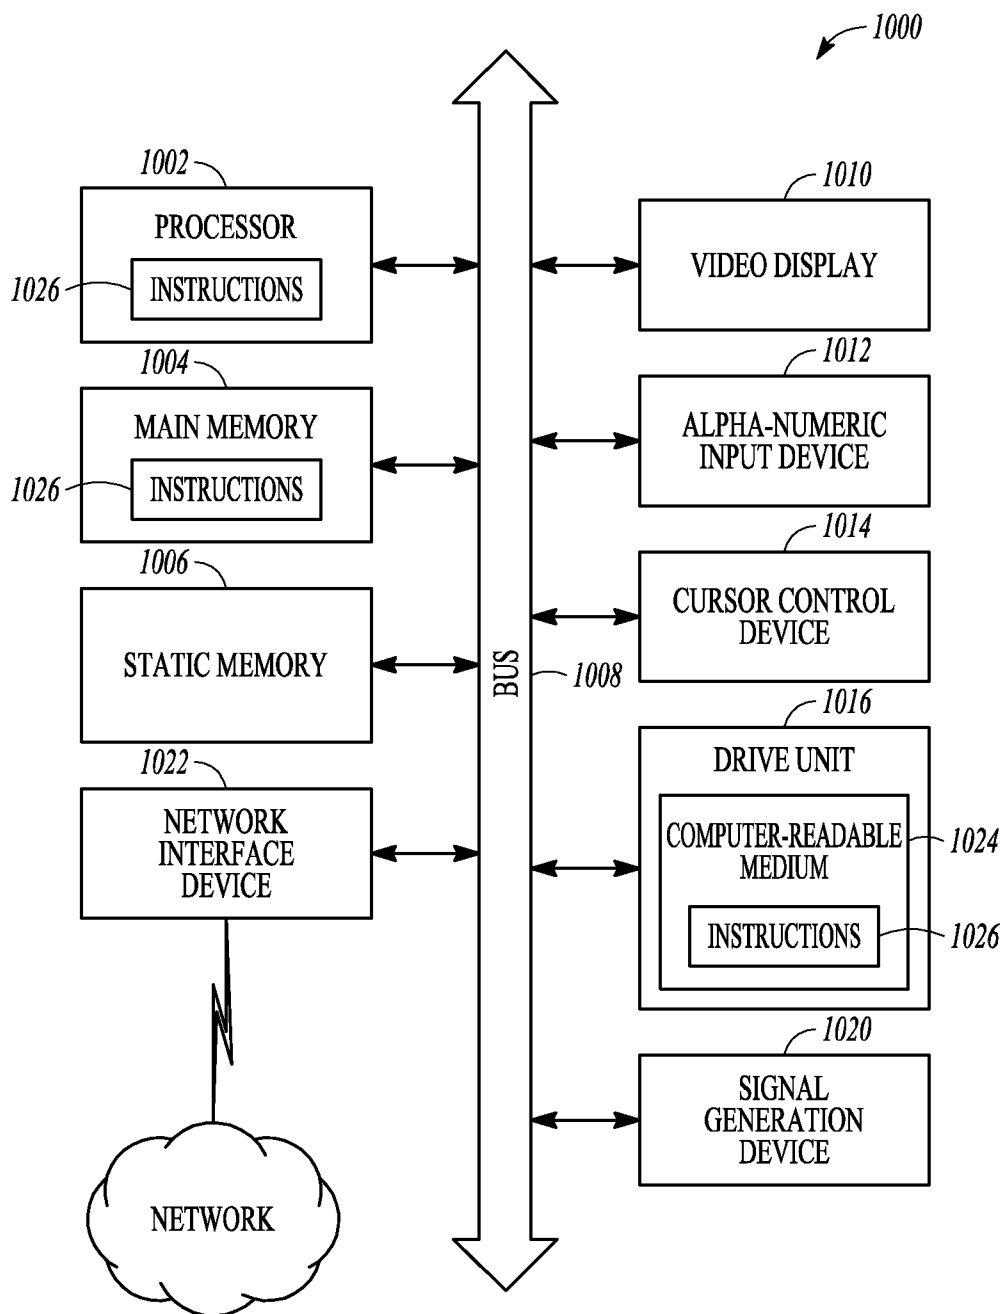 1000
1002
PROCESSOR
1026
INSTRUCTIONS
1004
MAIN MEMORY
1026
INSTRUCTIONS
1006
STATIC MEMORY
1022
NETWORK
INTERFACE
DEVICE
NETWORK
BUS
1008
1010
VIDEO DISPLAY
1012
ALPHA-NUMERIC
INPUT DEVICE
1014
CURSOR CONTROL
DEVICE
1016
DRIVE UNIT
COMPUTER-READABLE
MEDIUM
1024
INSTRUCTIONS
1026
1020
SIGNAL
GENERATION
DEVICE